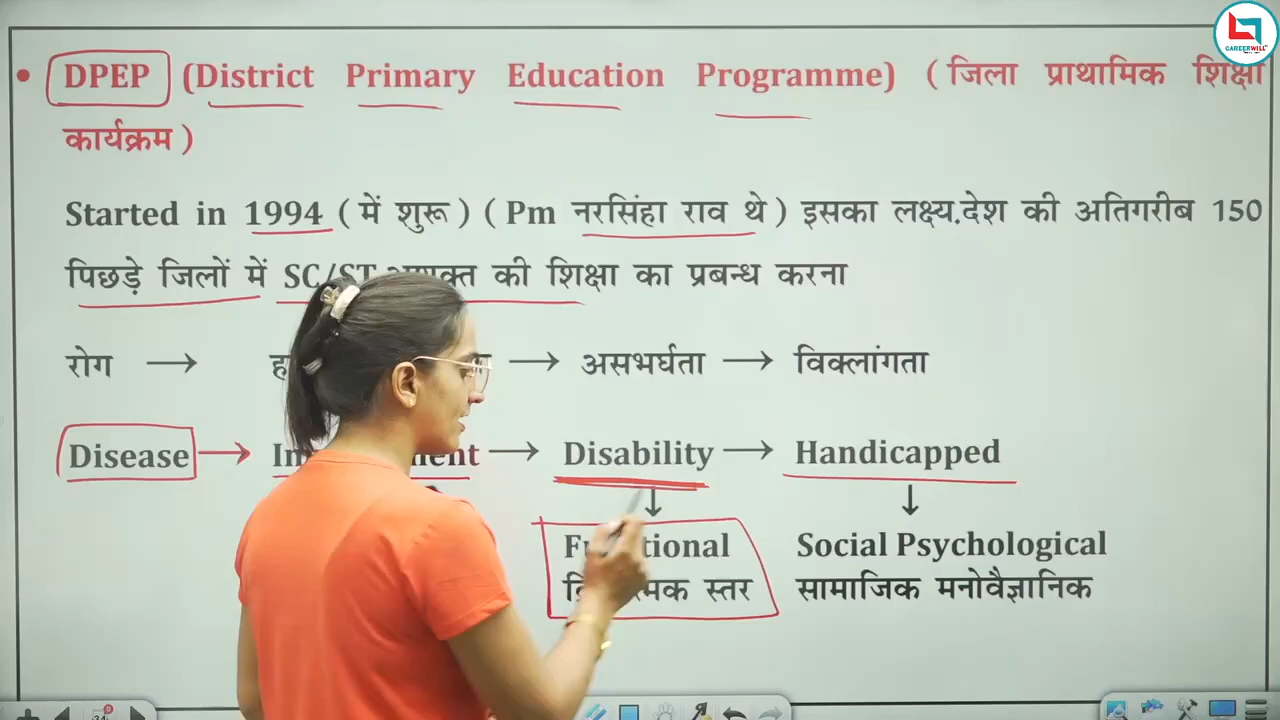 • DPEP (District Primary Education Programme) (जिला प्राथामिक शिक्षा
कार्यक्रम)
Started in 1994 (में शुरू) (Pm नरसिंहा राव थे) इसका लक्ष्य.देश की अतिगरीब 150
पिछड़े जिलों में SC/ST की शिक्षा का प्रबन्ध करना
रोग → → असभर्घता → विक्लांगता
Disease → → Disability → Handicapped
↓ ↓
Social Psychological
स्तर सामाजिक मनोवैज्ञानिक
CAREERWILL